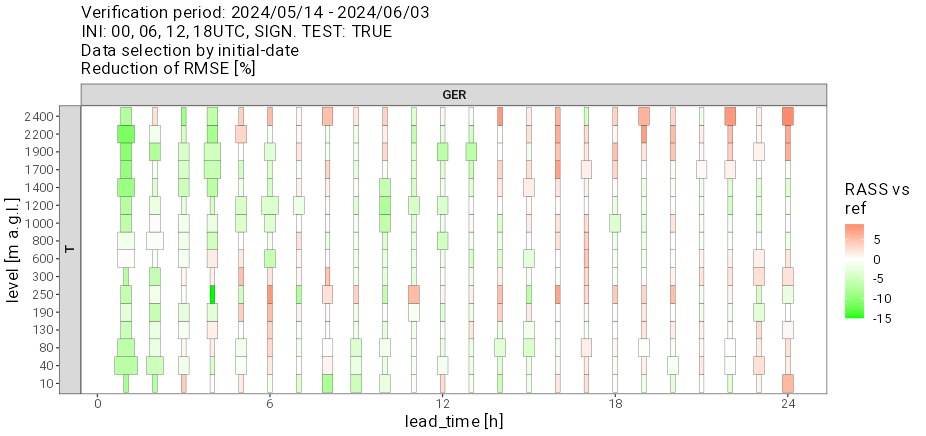 Verification period: 2024/05/14 - 2024/06/03
INI: 00, 06, 12, 18UTC, SIGN. TEST: TRUE
Data selection by initial-date
Reduction of RMSE [%]
GER
level [m a.g.l.]
T
2400
2200
1900
1700
1400
1200
1000
800
600
300
250
190
130
80
40
10
0
6
12
18
24
lead_time [h]
RASS vs
ref
5
0
-5
-10
-15